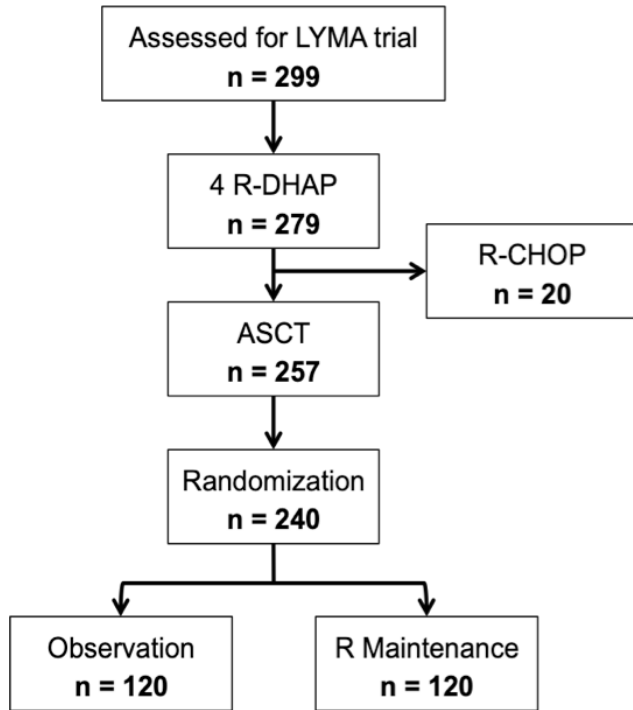 Assessed for LYMA trial
n = 299
4 R-DHAP
n = 279
R-CHOP
n = 20
ASCT
n = 257
Randomization
n = 240
Observation
n = 120
R Maintenance
n = 120